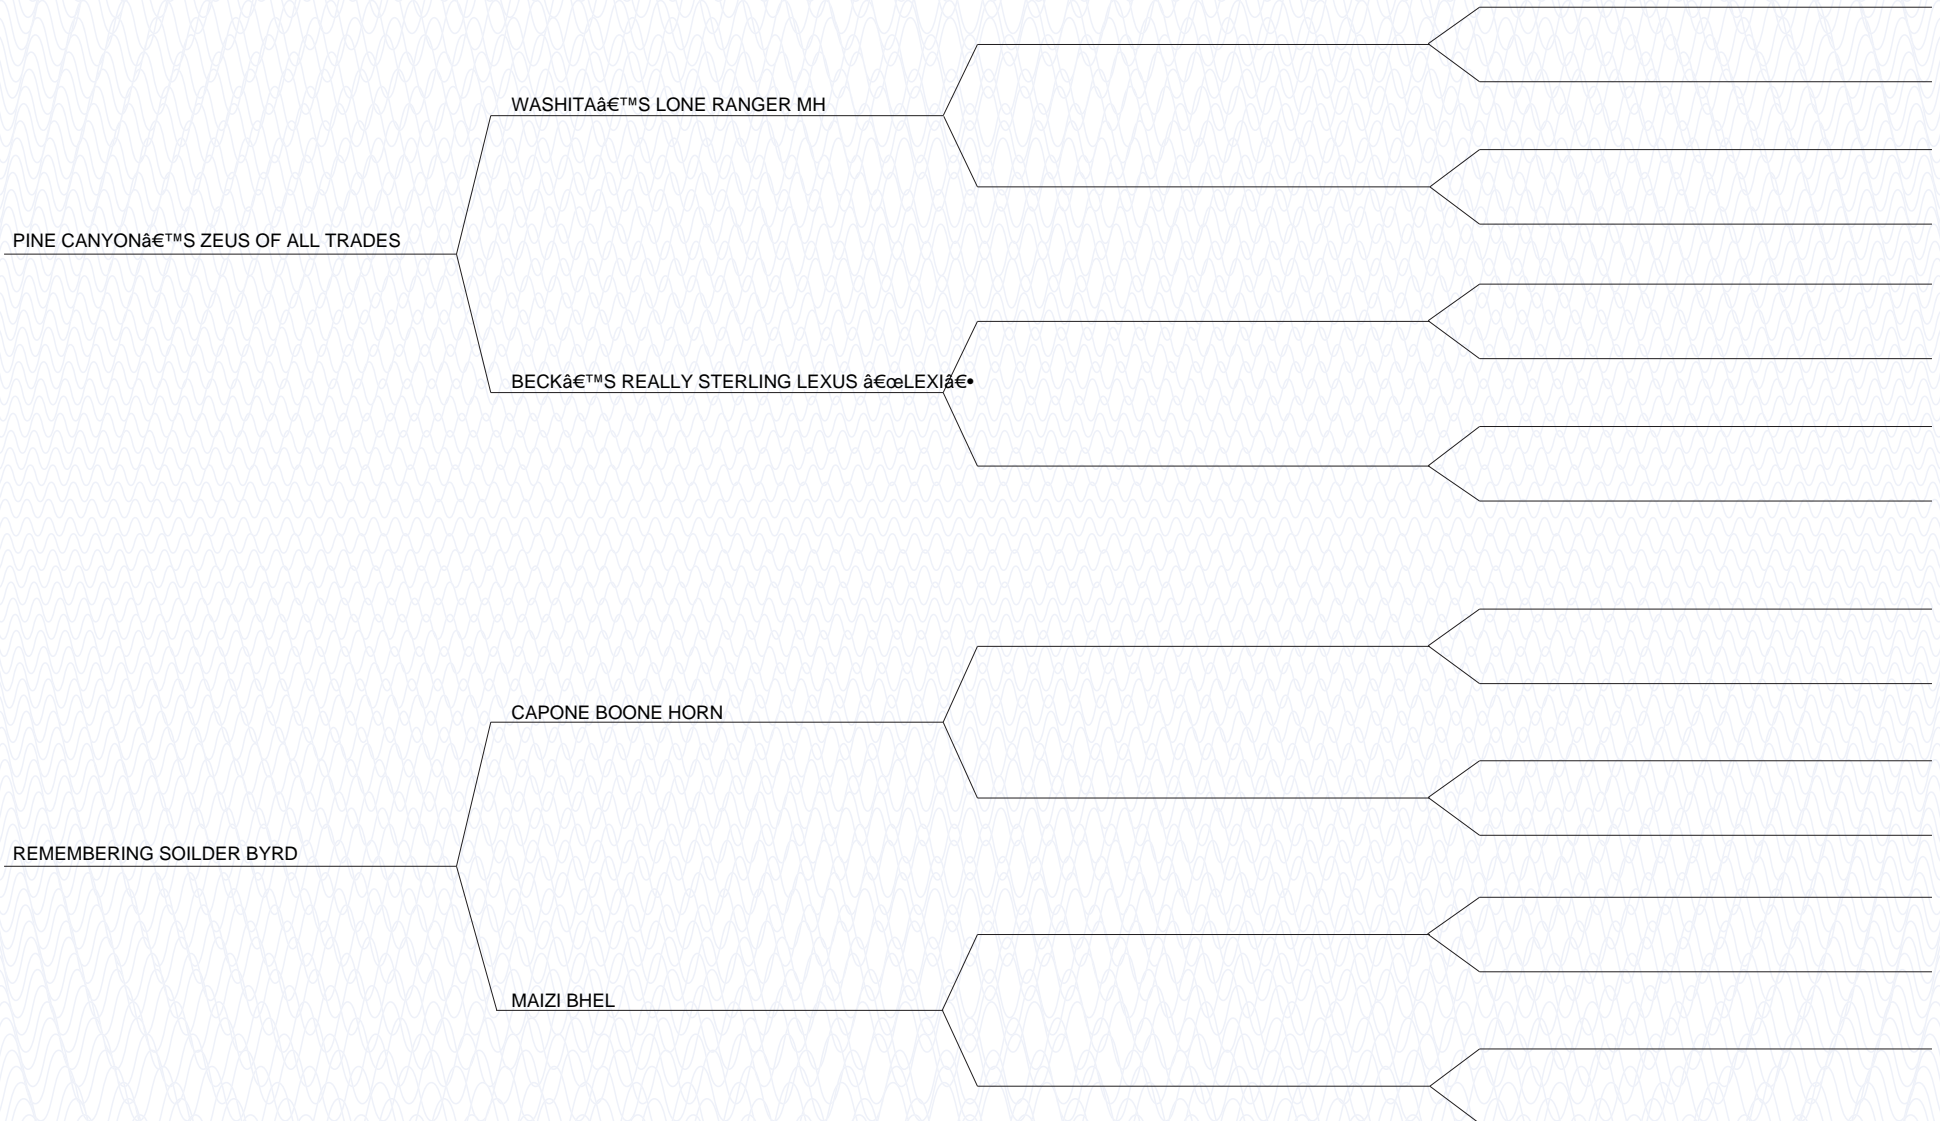 WASHITAâ€™S LONE RANGER MH
PINE CANYONâ€™S ZEUS OF ALL TRADES
BECKâ€™S REALLY STERLING LEXUS â€œLEXIâ€•
CAPONE BOONE HORN
REMEMBERING SOILDER BYRD
MAIZI BHEL